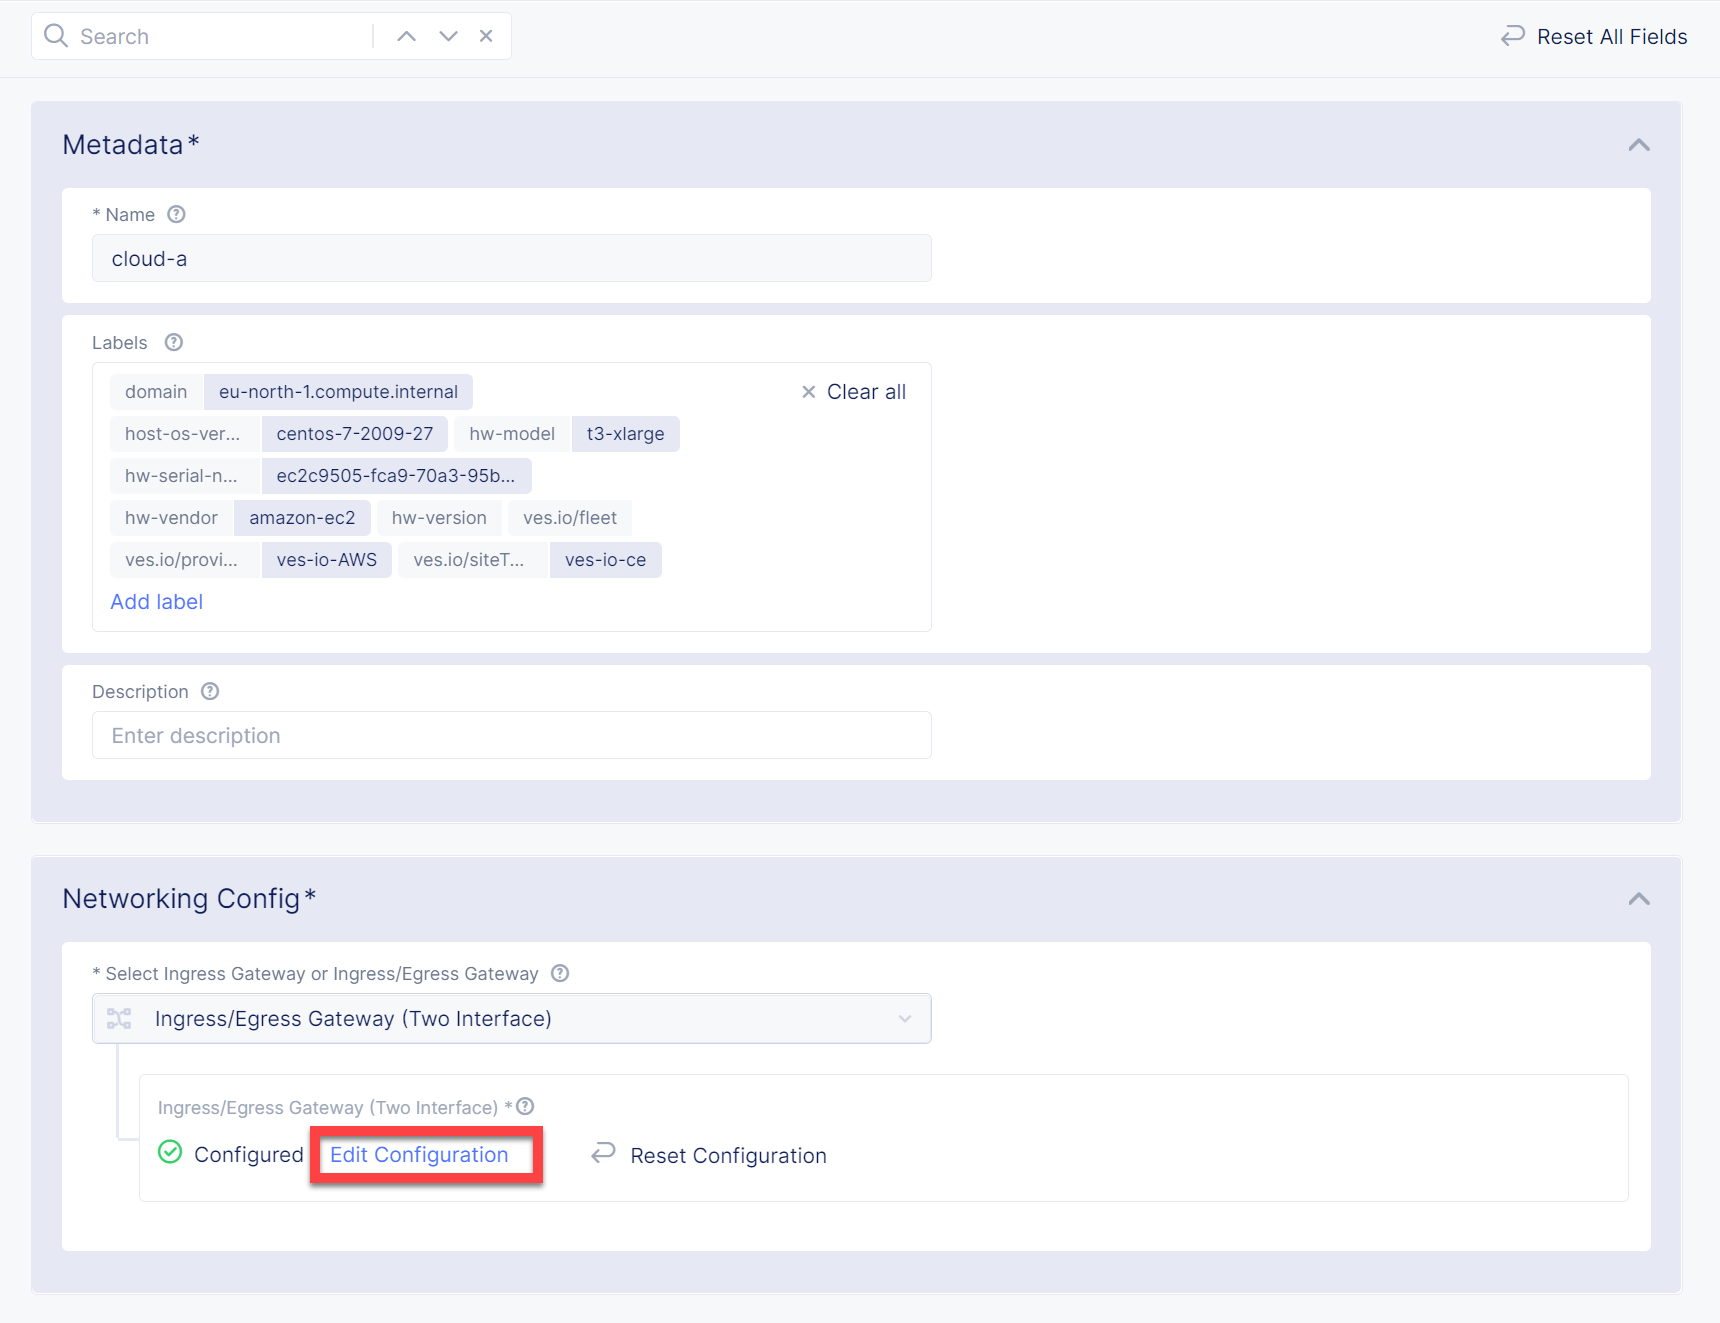 Search
Reset All Fields
Metadata*
* Name
cloud-a
Labels
domain eu-north-1.compute.internal Clear all
host-os-ver... centos-7-2009-27 hw-model t3-xlarge
hw-serial-n... ec2c9505-fca9-70a3-95b...
hw-vendor amazon-ec2 hw-version ves.io/fleet
ves.io/provi... ves-io-AWS ves.io/siteT... ves-io-ce
Add label
Description
Enter description
Networking Config*
* Select Ingress Gateway or Ingress/Egress Gateway
Ingress/Egress Gateway (Two Interface)
Ingress/Egress Gateway (Two Interface) *
Configured Edit Configuration Reset Configuration